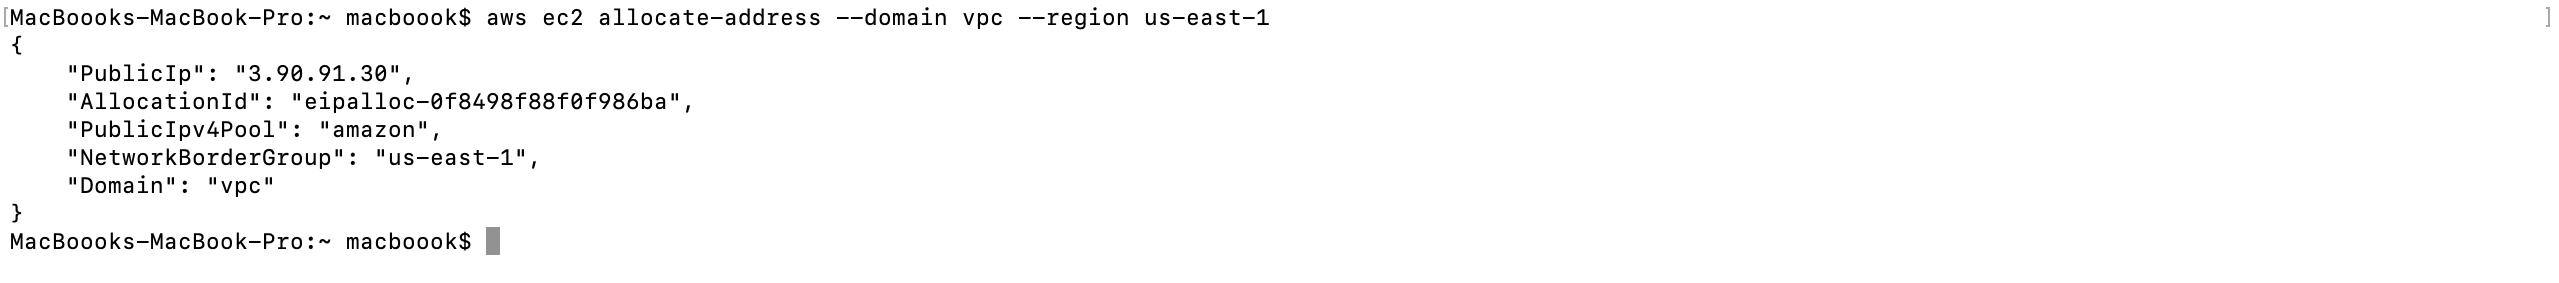 [MacBoooks-MacBook-Pro:~ macboook$ aws ec2 allocate-address --domain vpc --region us-east-1 ]
{
    "PublicIp": "3.90.91.30",
    "AllocationId": "eipalloc-0f8498f88f0f986ba",
    "PublicIpv4Pool": "amazon",
    "NetworkBorderGroup": "us-east-1",
    "Domain": "vpc"
}
MacBoooks-MacBook-Pro:~ macboook$